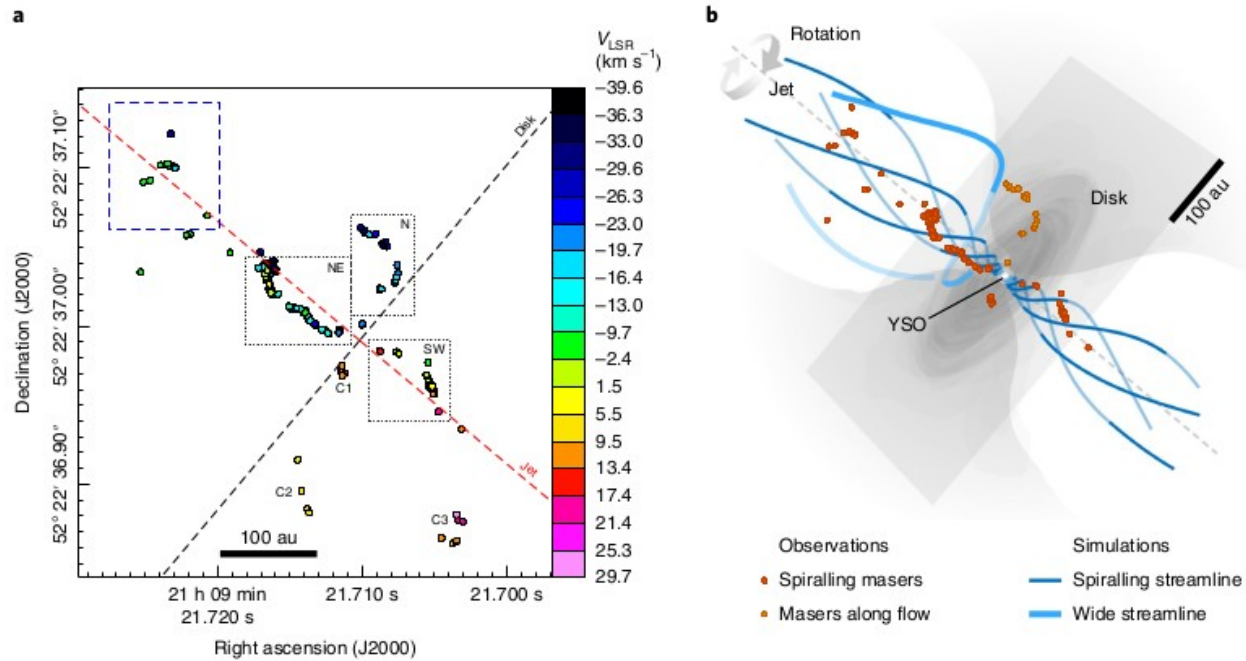 a
V_LSR
(km s⁻¹)
−39.6
−36.3
−33.0
−29.6
−26.3
−23.0
−19.7
−16.4
−13.0
−9.7
−2.4
1.5
5.5
9.5
13.4
17.4
21.4
25.3
29.7
Disk
N
NE
SW
C1
C2
C3
Jet
100 au
Declination (J2000)
52° 22′ 37.10″
52° 22′ 37.00″
52° 22′ 36.90″
21 h 09 min
21.720 s
21.710 s
21.700 s
Right ascension (J2000)
b
Rotation
Jet
Disk
100 au
YSO
Observations
Spiralling masers
Masers along flow
Simulations
Spiralling streamline
Wide streamline